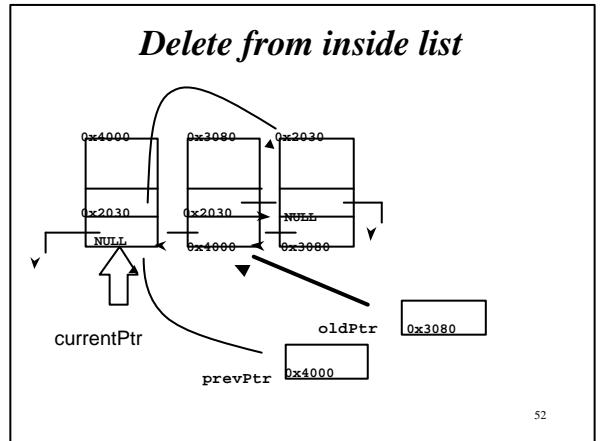 Delete from inside list
0x4000 0x3080 0x2030
0x2030 0x2030 NULL
NULL 0x4000 0x3080
currentPtr
oldPtr 0x3080
prevPtr 0x4000
52